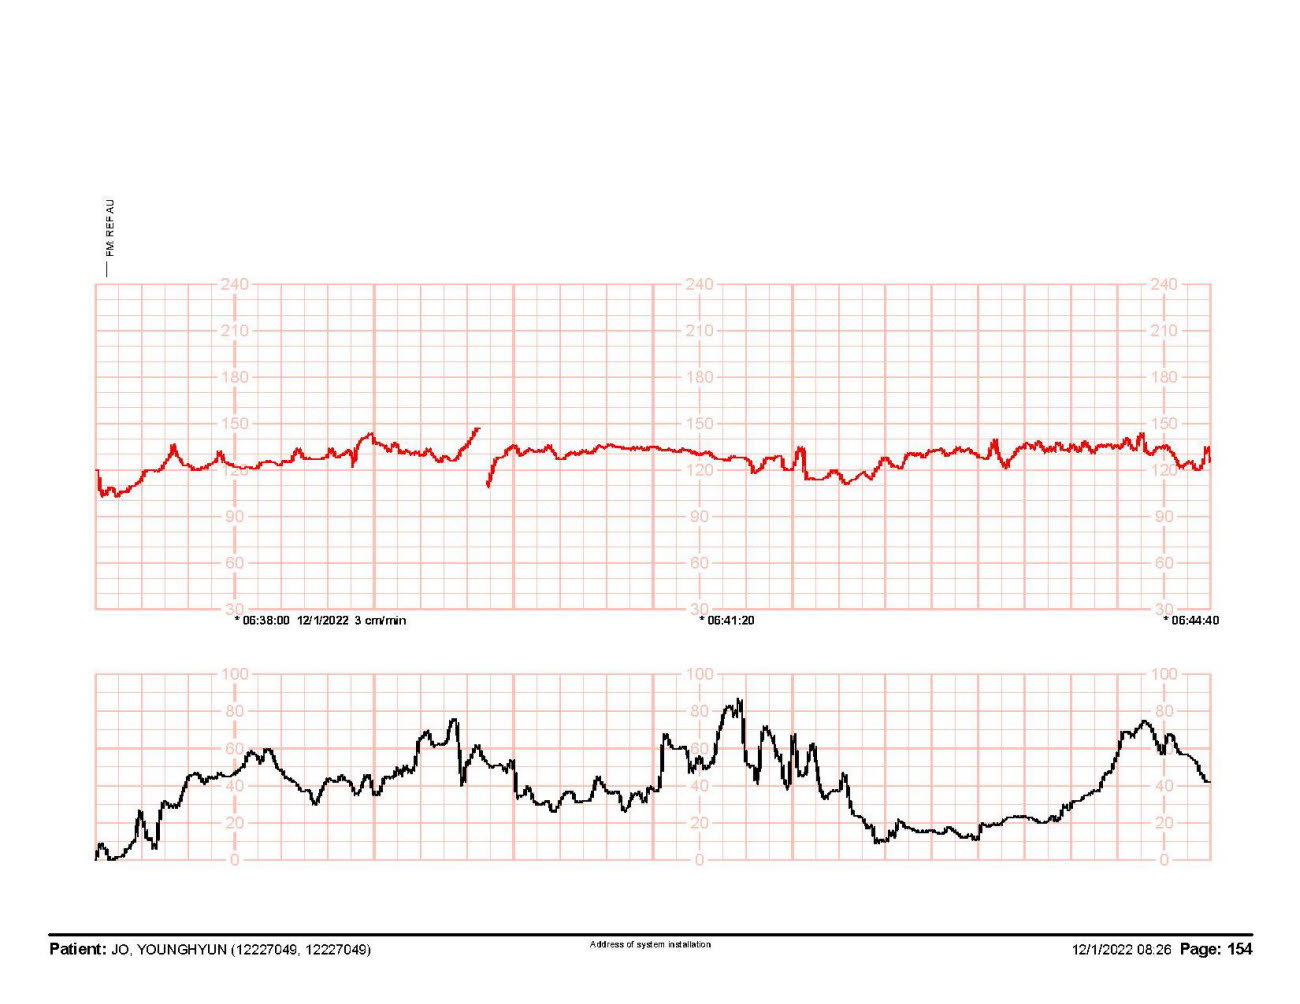 FM: REF AU
240 240 240
210 210 210
180 180 180
150 150 150
120 120 120
90 90 90
60 60 60
30 30 30
* 06:38:00 12/1/2022 3 cm/min * 06:41:20 * 06:44:40
100 100 100
80 80 80
60 60 60
40 40 40
20 20 20
0 0 0
Patient: JO, YOUNGHYUN (12227049, 12227049) Address of system installation 12/1/2022 08:26 Page: 154